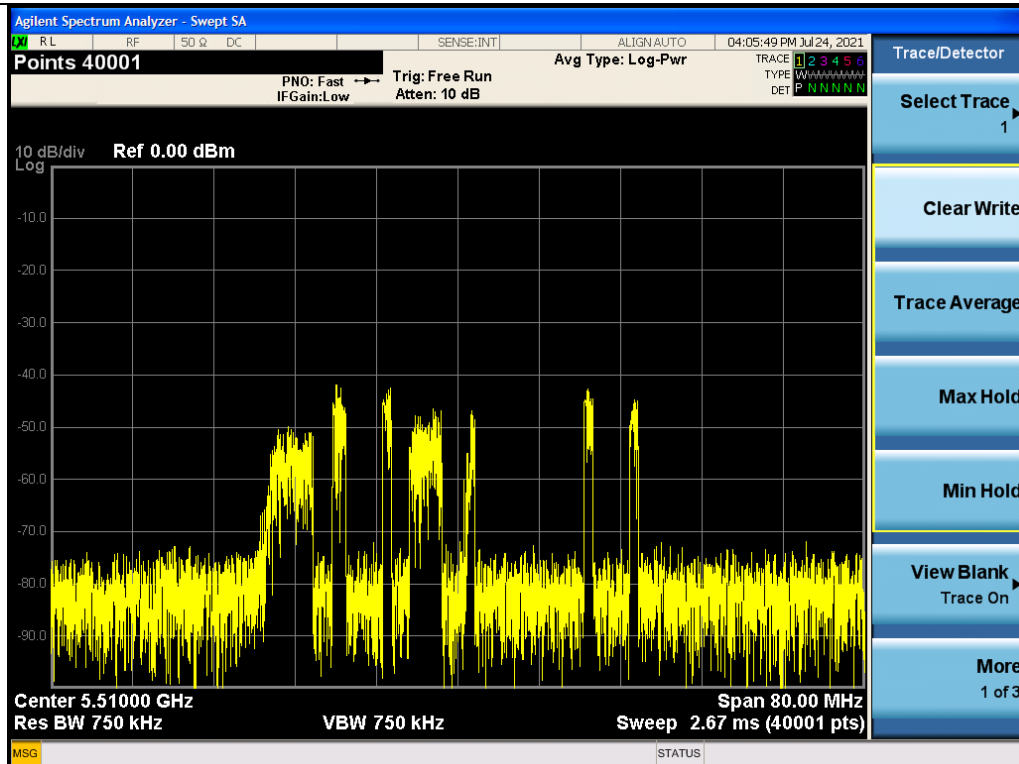 Agilent Spectrum Analyzer - Swept SA
LXI RL RF 50 Ω DC SENSE:INT ALIGN AUTO 04:05:49 PM Jul 24, 2021
Points 40001
PNO: Fast
IFGain:Low
Trig: Free Run
Atten: 10 dB
Avg Type: Log-Pwr
TRACE 1 2 3 4 5 6
TYPE WWWWWW
DET P N N N N N
10 dB/div Ref 0.00 dBm
Log
-10.0
-20.0
-30.0
-40.0
-50.0
-60.0
-70.0
-80.0
-90.0
Center 5.51000 GHz Span 80.00 MHz
Res BW 750 kHz VBW 750 kHz Sweep 2.67 ms (40001 pts)
MSG STATUS
Trace/Detector
Select Trace
1
Clear Write
Trace Average
Max Hold
Min Hold
View Blank
Trace On
More
1 of 3